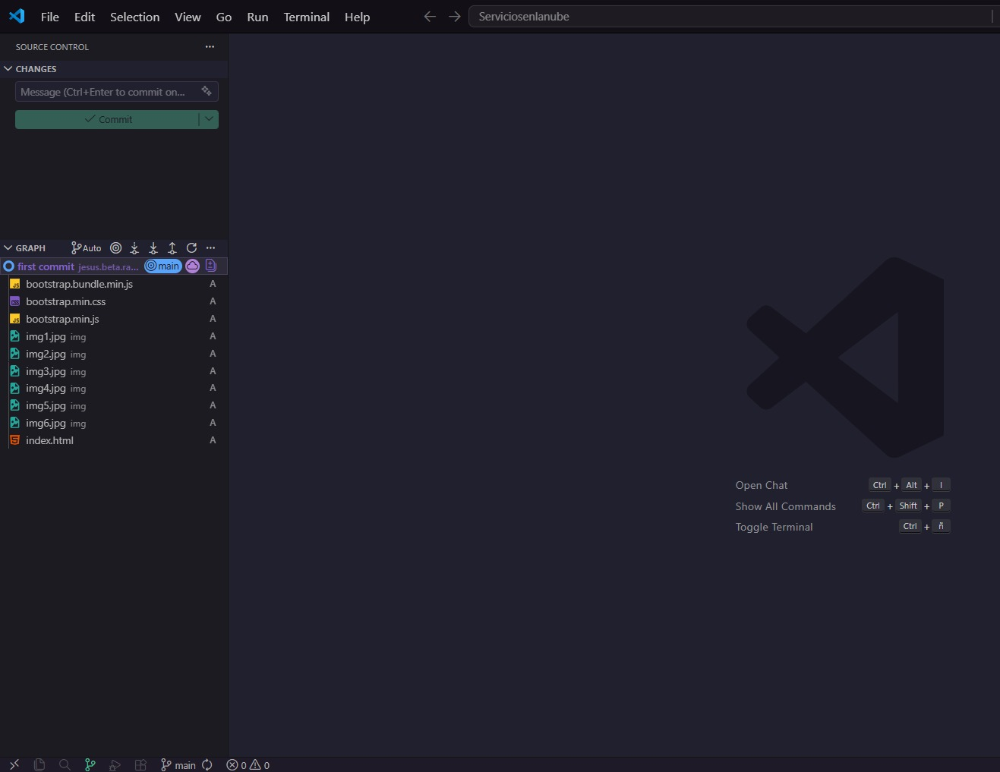 File Edit Selection View Go Run Terminal Help Serviciosenlanube
SOURCE CONTROL
CHANGES
Message (Ctrl+Enter to commit on...
Commit
GRAPH Auto
first commit jesus.beta.ra... main
bootstrap.bundle.min.js A
bootstrap.min.css A
bootstrap.min.js A
img1.jpg img A
img2.jpg img A
img3.jpg img A
img4.jpg img A
img5.jpg img A
img6.jpg img A
index.html A
Open Chat Ctrl + Alt + I
Show All Commands Ctrl + Shift + P
Toggle Terminal Ctrl + ñ
main 0 0